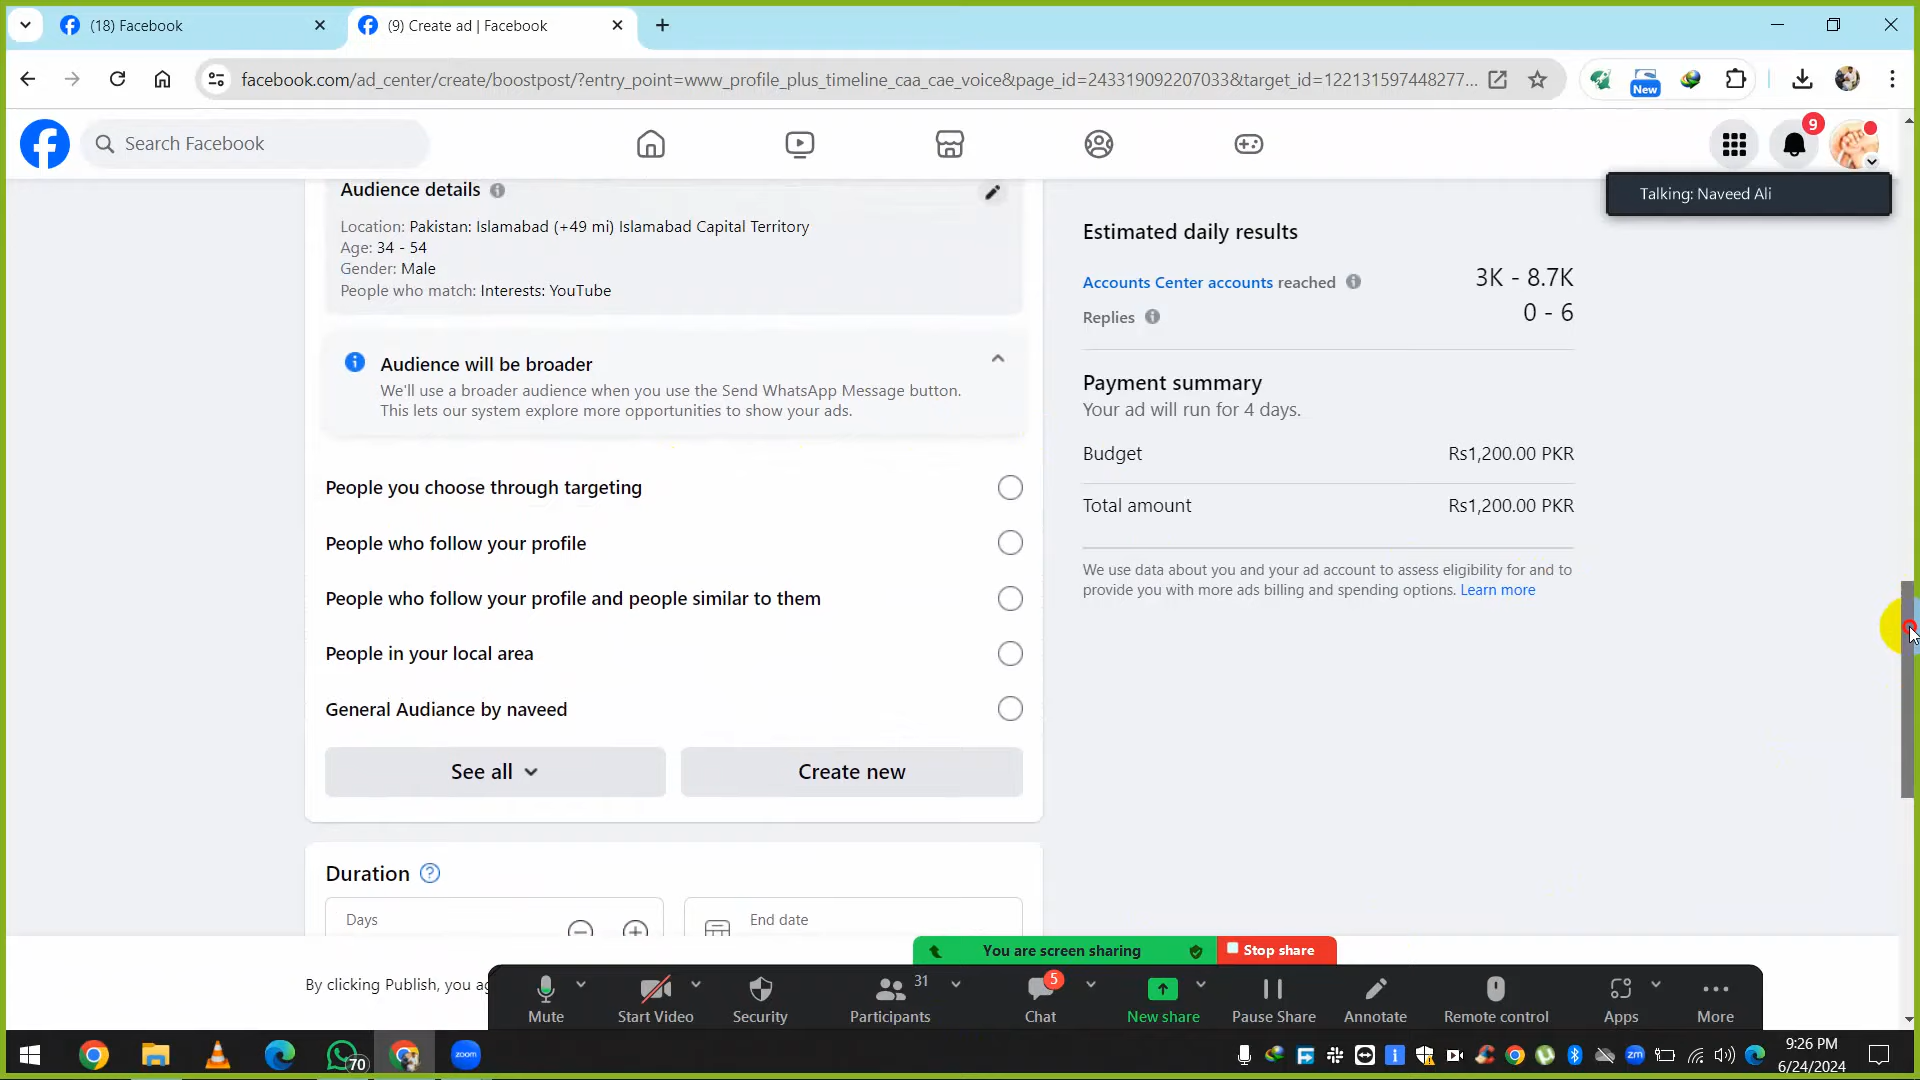 (18) Facebook
(9) Create ad | Facebook
facebook.com/ad_center/create/boostpost/?entry_point=www_profile_plus_timeline_caa_cae_voice&page_id=243319092207033&target_id=122131597448277...
New
Search Facebook
9
Talking: Naveed Ali
Audience details
Location: Pakistan: Islamabad (+49 mi) Islamabad Capital Territory
Age: 34 - 54
Gender: Male
People who match: Interests: YouTube
Audience will be broader
We'll use a broader audience when you use the Send WhatsApp Message button.
This lets our system explore more opportunities to show your ads.
People you choose through targeting
People who follow your profile
People who follow your profile and people similar to them
People in your local area
General Audiance by naveed
See all
Create new
Duration
Days
End date
By clicking Publish, you ag
Estimated daily results
Accounts Center accounts reached
3K - 8.7K
Replies
0 - 6
Payment summary
Your ad will run for 4 days.
Budget
Rs1,200.00 PKR
Total amount
Rs1,200.00 PKR
We use data about you and your ad account to assess eligibility for and to
provide you with more ads billing and spending options. Learn more
You are screen sharing
Stop share
Mute
Start Video
Security
31
Participants
5
Chat
New share
Pause Share
Annotate
Remote control
Apps
More
70
zoom
zm
9:26 PM
6/24/2024